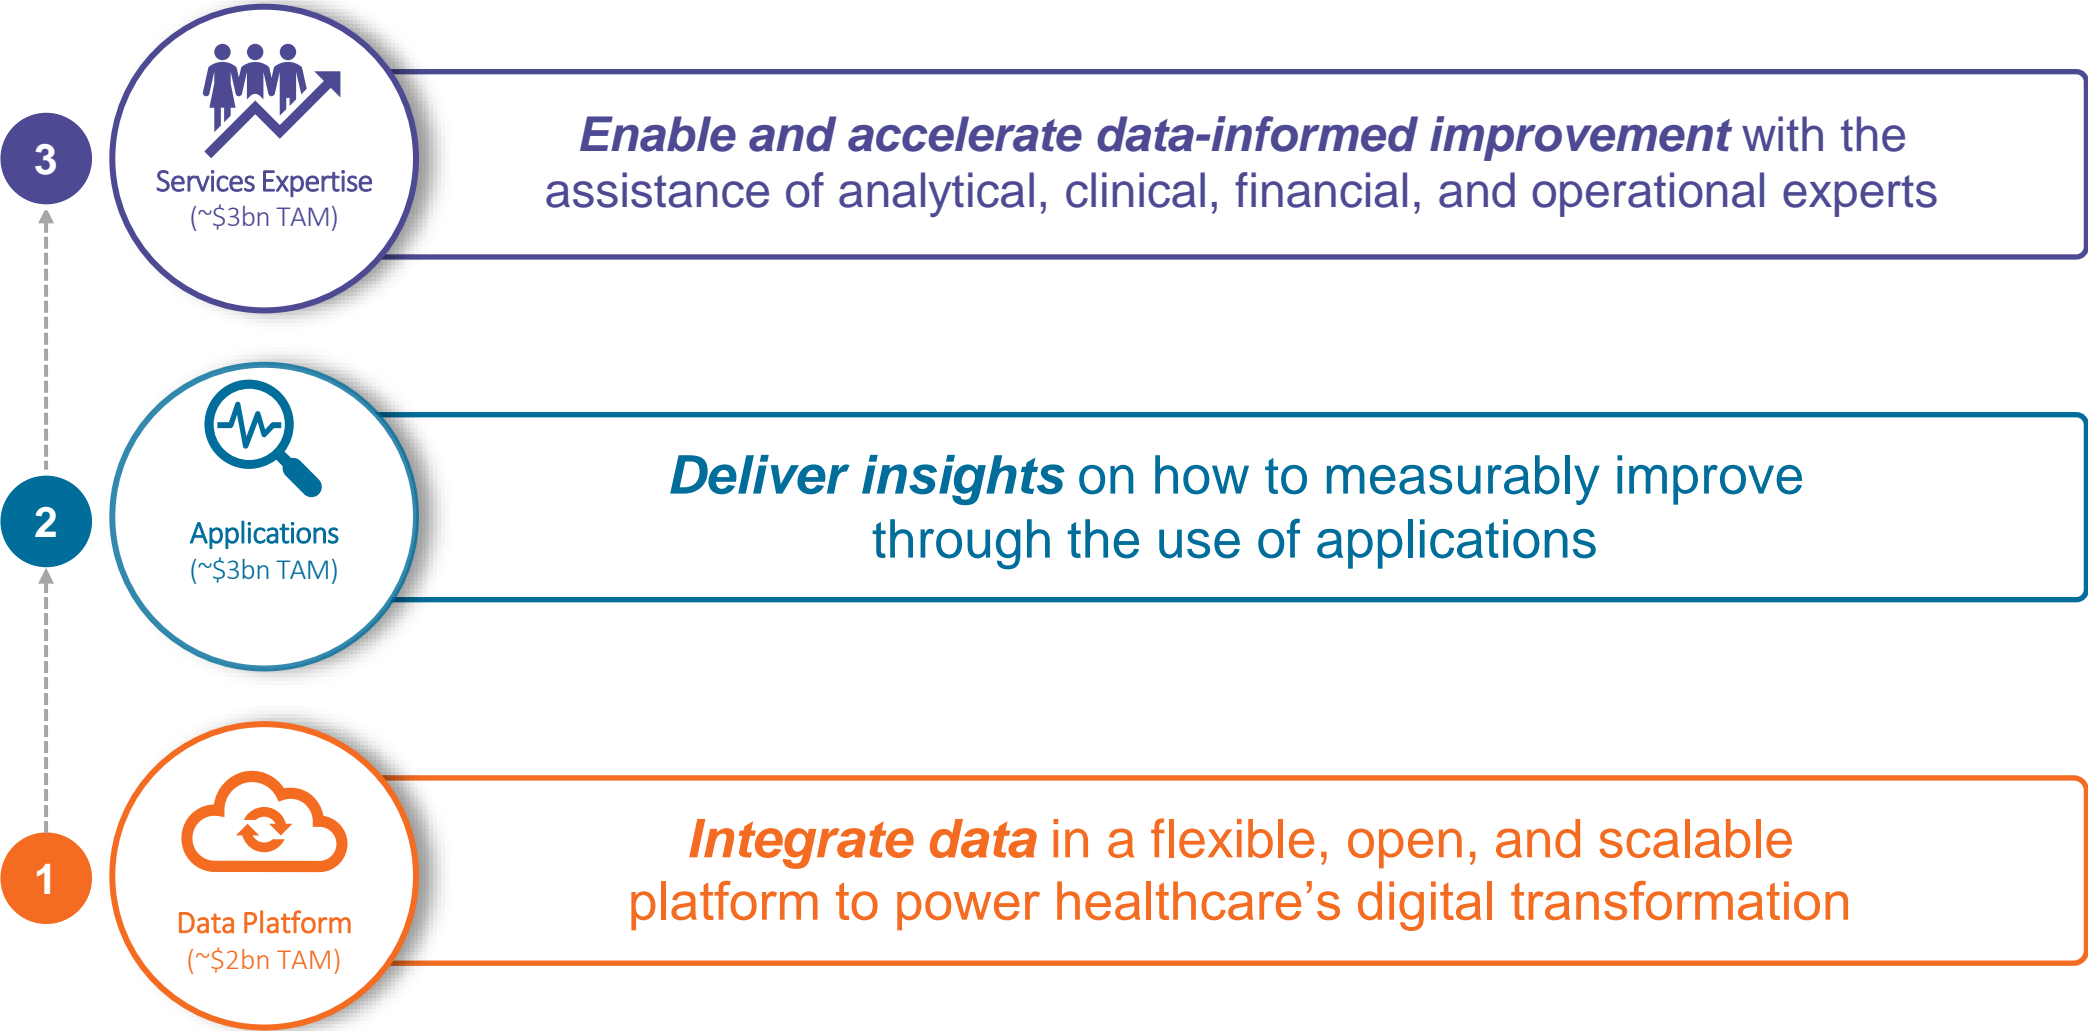 3
Services Expertise
(~$3bn TAM)
Enable and accelerate data-informed improvement with the
assistance of analytical, clinical, financial, and operational experts
2
Applications
(~$3bn TAM)
Deliver insights on how to measurably improve
through the use of applications
1
Data Platform
(~$2bn TAM)
Integrate data in a flexible, open, and scalable
platform to power healthcare’s digital transformation